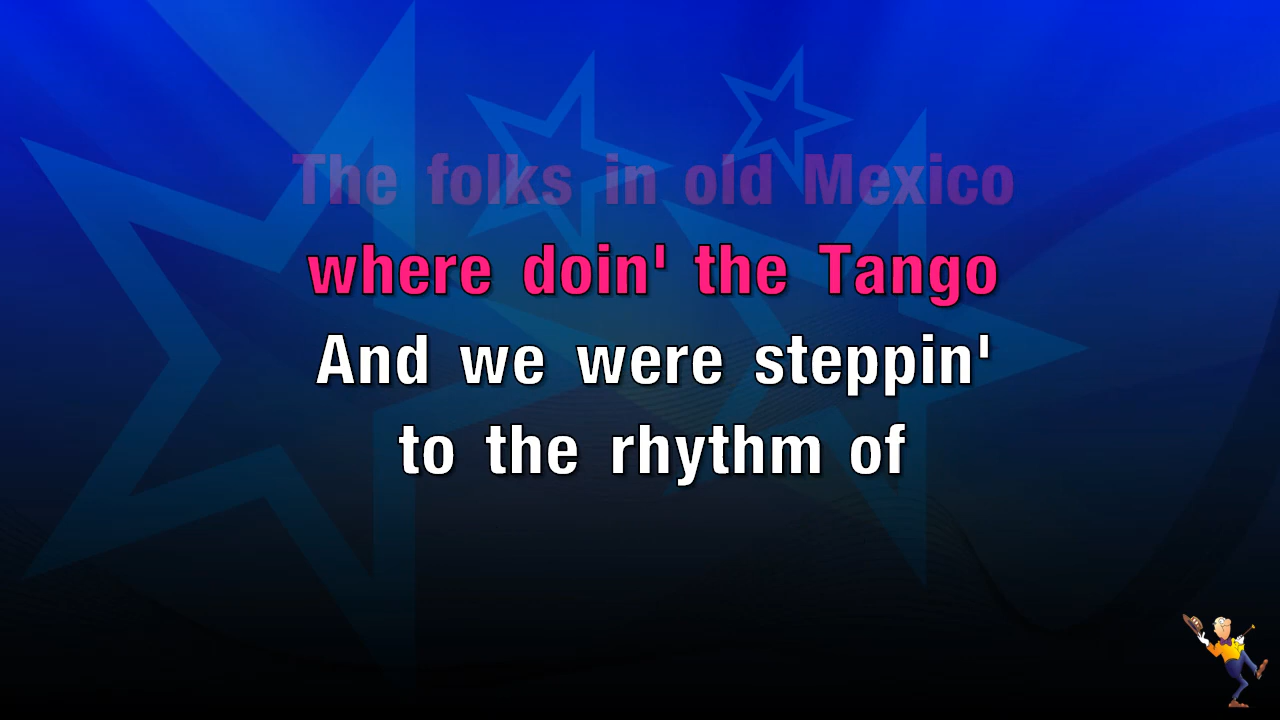 The folks in old Mexico
where doin' the Tango
And we were steppin'
to the rhythm of